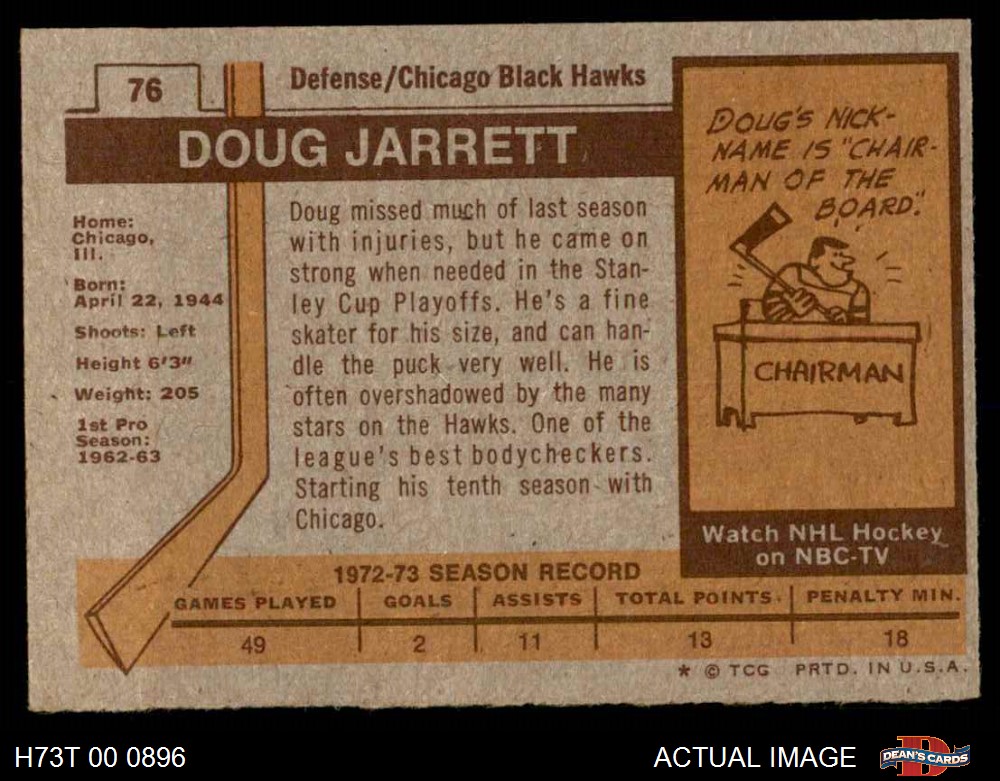 76
Defense/Chicago Black Hawks
DOUG JARRETT
Home:
Chicago,
Ill.
Born:
April 22, 1944
Shoots: Left
Height 6'3"
Weight: 205
1st Pro
Season:
1962-63
Doug missed much of last season
with injuries, but he came on
strong when needed in the Stan-
ley Cup Playoffs. He's a fine
skater for his size, and can han-
dle the puck very well. He is
often overshadowed by the many
stars on the Hawks. One of the
league's best bodycheckers.
Starting his tenth season with
Chicago.
DOUG'S NICK-
NAME IS "CHAIR-
MAN OF THE
BOARD."
CHAIRMAN
Watch NHL Hockey
on NBC-TV
1972-73 SEASON RECORD
GAMES PLAYED GOALS ASSISTS TOTAL POINTS PENALTY MIN.
49 2 11 13 18
* © TCG PRTD. IN U.S.A.
H73T 00 0896
ACTUAL IMAGE
DEAN'S CARDS